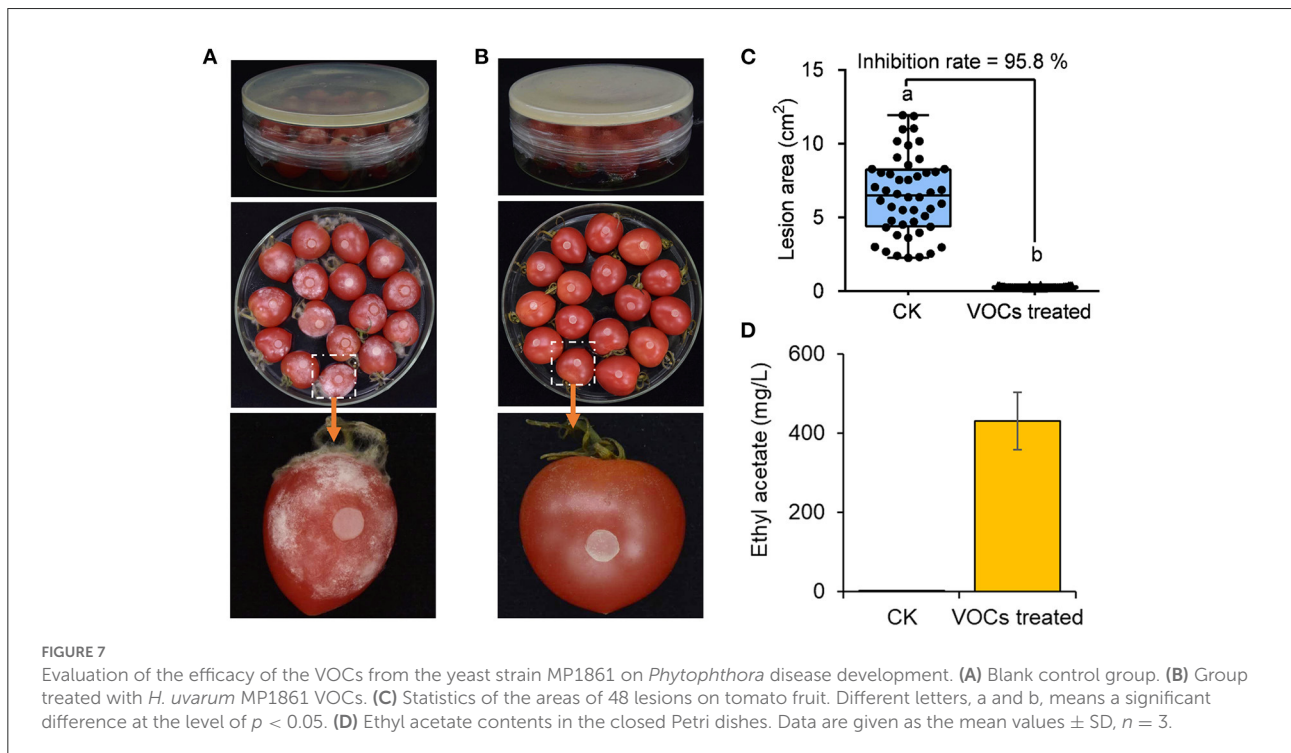 A
B
C
Inhibition rate = 95.8 %
15
a
10
5
b
0
Lesion area (cm²)
CK VOCs treated
D
600
400
200
0
Ethyl acetate (mg/L)
CK VOCs treated
FIGURE 7
Evaluation of the efficacy of the VOCs from the yeast strain MP1861 on Phytophthora disease development. (A) Blank control group. (B) Group
treated with H. uvarum MP1861 VOCs. (C) Statistics of the areas of 48 lesions on tomato fruit. Different letters, a and b, means a significant
difference at the level of p < 0.05. (D) Ethyl acetate contents in the closed Petri dishes. Data are given as the mean values ± SD, n = 3.